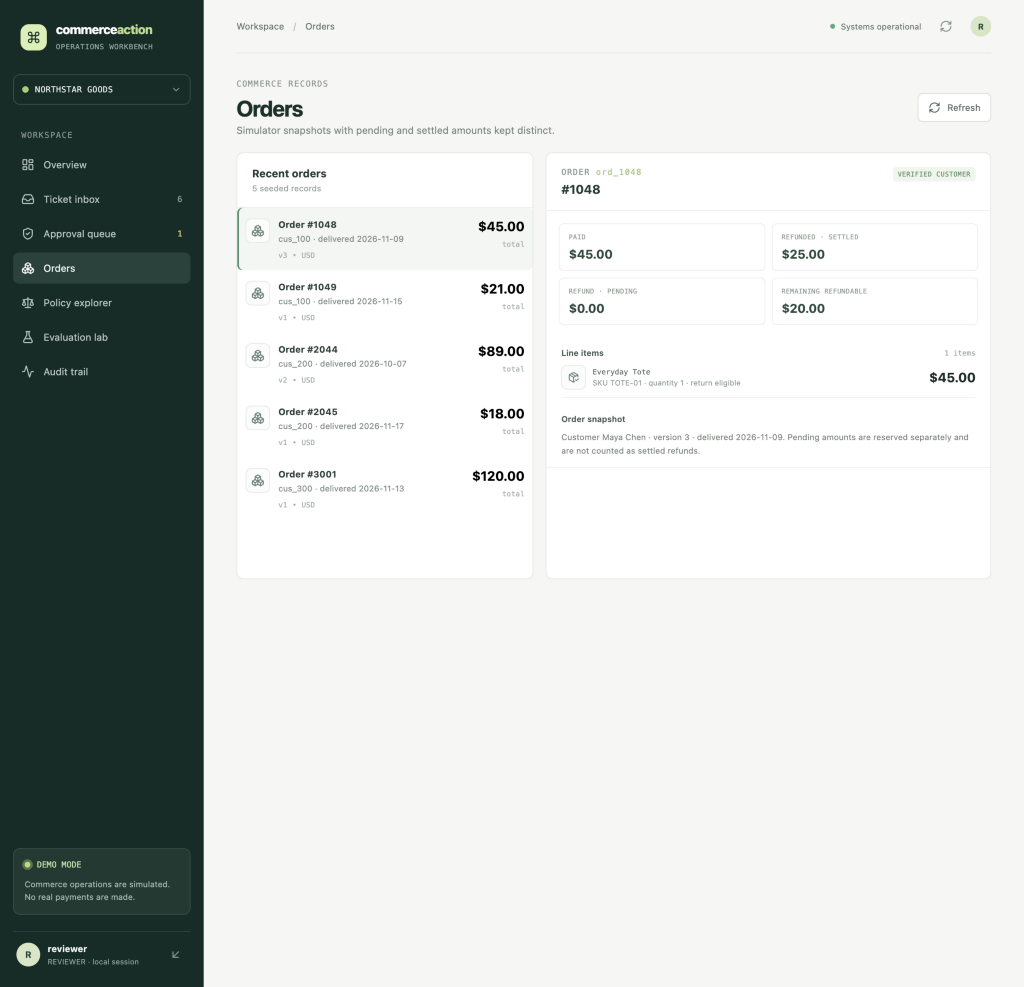 commerceaction
OPERATIONS WORKBENCH
NORTHSTAR GOODS
WORKSPACE
Overview
Ticket inbox 6
Approval queue 1
Orders
Policy explorer
Evaluation lab
Audit trail
DEMO MODE
Commerce operations are simulated.
No real payments are made.
R
reviewer
REVIEWER · local session
Workspace / Orders
Systems operational
R
COMMERCE RECORDS
Orders
Simulator snapshots with pending and settled amounts kept distinct.
Refresh
Recent orders
5 seeded records
Order #1048 $45.00
cus_100 · delivered 2026-11-09 total
v3 • USD
Order #1049 $21.00
cus_100 · delivered 2026-11-15 total
v1 • USD
Order #2044 $89.00
cus_200 · delivered 2026-10-07 total
v2 • USD
Order #2045 $18.00
cus_200 · delivered 2026-11-17 total
v1 • USD
Order #3001 $120.00
cus_300 · delivered 2026-11-13 total
v1 • USD
ORDER ord_1048
#1048
VERIFIED CUSTOMER
PAID
$45.00
REFUNDED · SETTLED
$25.00
REFUND · PENDING
$0.00
REMAINING REFUNDABLE
$20.00
Line items 1 items
Everyday Tote
SKU TOTE-01 · quantity 1 · return eligible
$45.00
Order snapshot
Customer Maya Chen · version 3 · delivered 2026-11-09. Pending amounts are reserved separately and
are not counted as settled refunds.